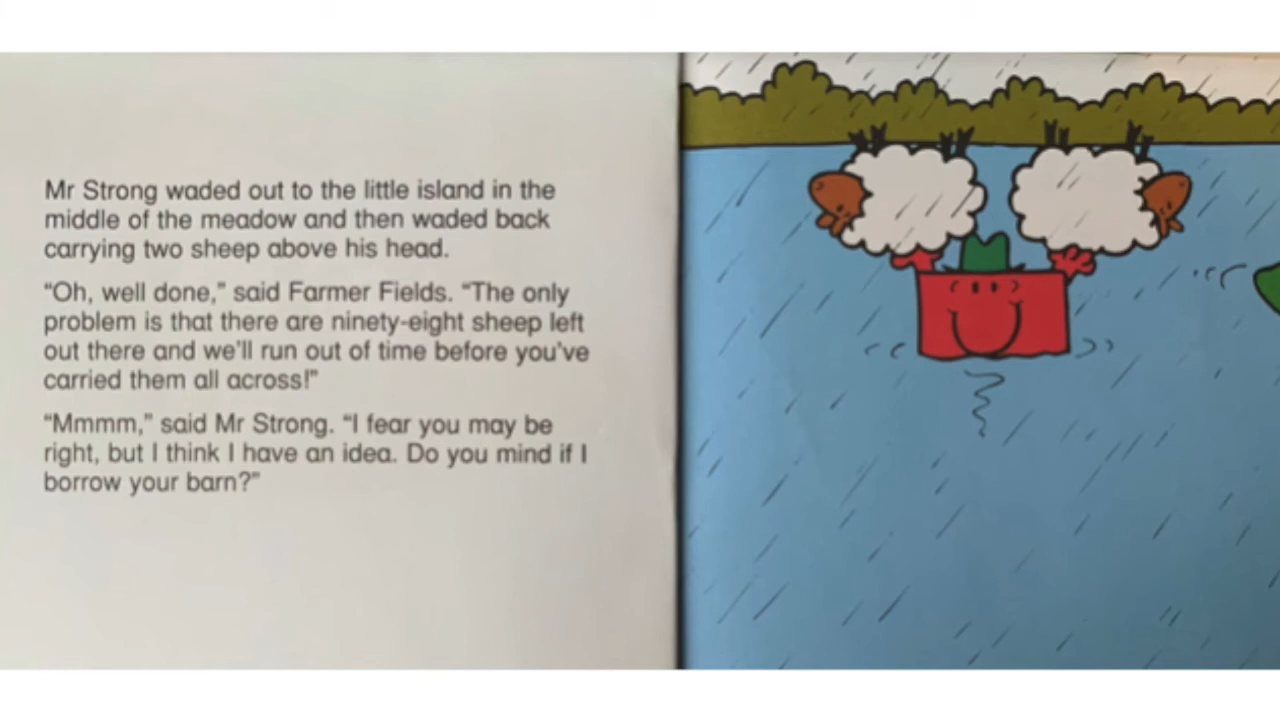 Mr Strong waded out to the little island in the
middle of the meadow and then waded back
carrying two sheep above his head.
“Oh, well done,” said Farmer Fields. “The only
problem is that there are ninety-eight sheep left
out there and we’ll run out of time before you’ve
carried them all across!”
“Mmmm,” said Mr Strong. “I fear you may be
right, but I think I have an idea. Do you mind if I
borrow your barn?”